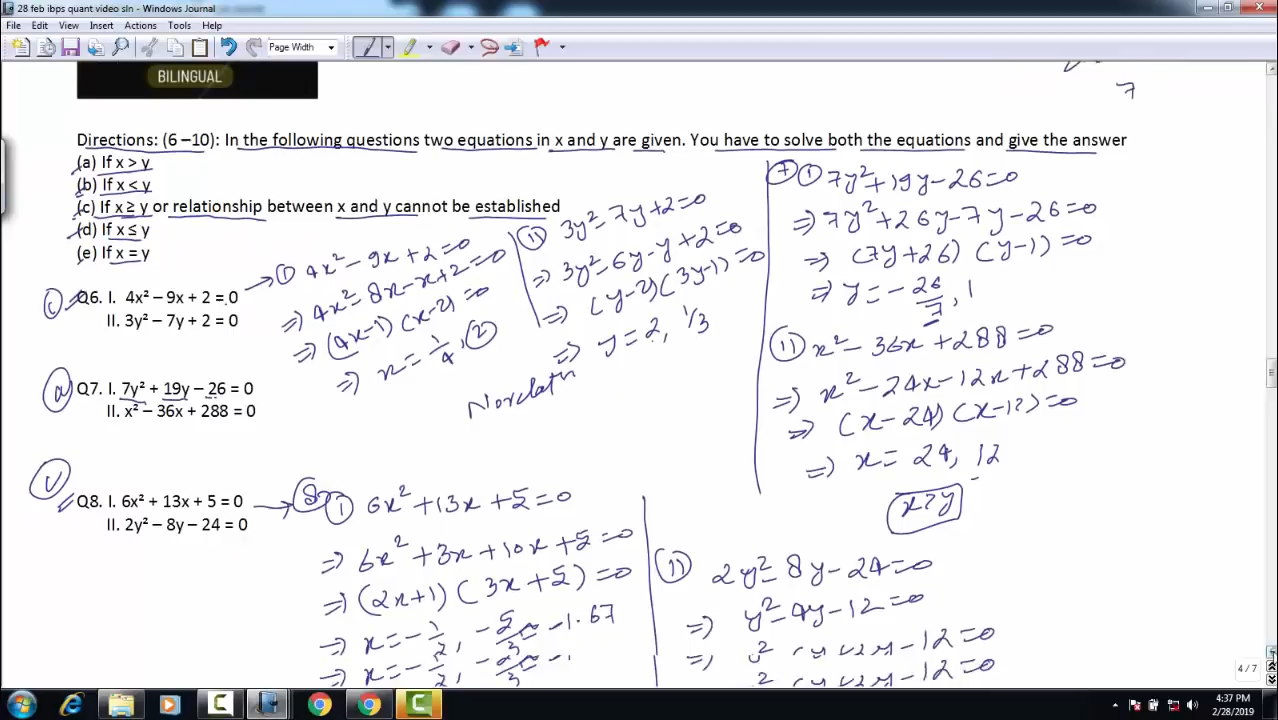 28 feb ibps quant video sln - Windows Journal
File Edit View Insert Actions Tools Help
Page Width
BILINGUAL
7
Directions: (6 –10): In the following questions two equations in x and y are given. You have to solve both the equations and give the answer
(a) If x > y
(b) If x < y
(c) If x ≥ y or relationship between x and y cannot be established
(d) If x ≤ y
(e) If x = y
(c) Q6. I. 4x² – 9x + 2 = 0
II. 3y² – 7y + 2 = 0
→ (I) 4x² – 9x + 2 = 0
⇒ 4x² – 8x – x + 2 = 0
⇒ (4x – 1) (x – 2) = 0
⇒ x = 1/4, 2
(II) 3y² – 7y + 2 = 0
⇒ 3y² – 6y – y + 2 = 0
⇒ (y – 2) (3y – 1) = 0
⇒ y = 2, 1/3
(a) Q7. I. 7y² + 19y – 26 = 0
II. x² – 36x + 288 = 0
(7) (I) 7y² + 19y – 26 = 0
⇒ 7y² + 26y – 7y – 26 = 0
⇒ (7y + 26) (y – 1) = 0
⇒ y = – 26/7, 1
(II) x² – 36x + 288 = 0
⇒ x² – 24x – 12x + 288 = 0
⇒ (x – 24) (x – 12) = 0
⇒ x = 24, 12
x > y
Q8. I. 6x² + 13x + 5 = 0
II. 2y² – 8y – 24 = 0
→ (8) (I) 6x² + 13x + 5 = 0
⇒ 6x² + 3x + 10x + 5 = 0
⇒ (2x + 1) (3x + 5) = 0
⇒ x = – 1/2, – 5/3 = –1.67
(II) 2y² – 8y – 24 = 0
⇒ y² – 4y – 12 = 0
4 / 7
4:37 PM
2/28/2019